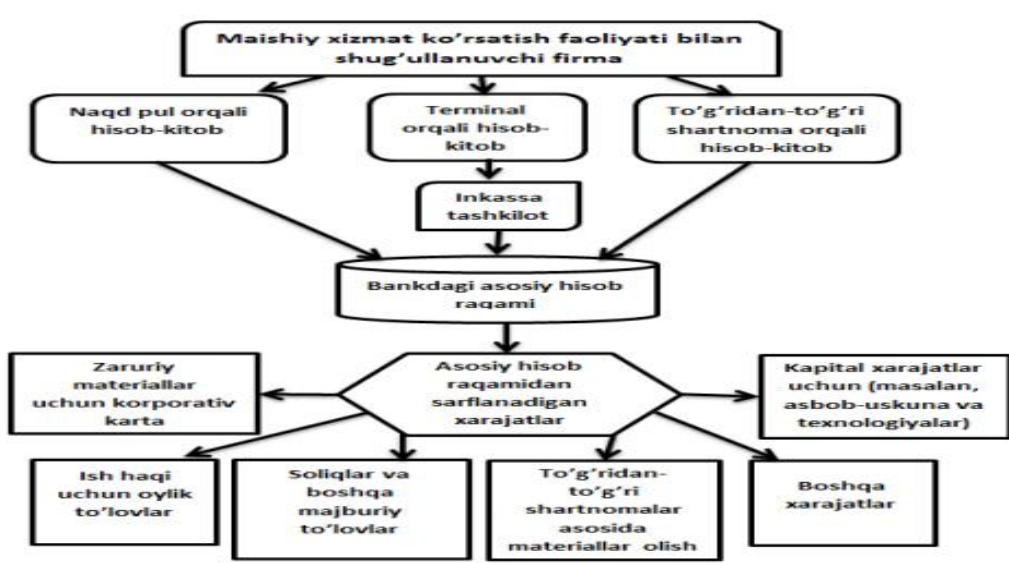 Maishiy xizmat ko'rsatish faoliyati bilan
shug'ullanuvchi firma
Naqd pul orqali
hisob-kitob
Terminal
orqali hisob-
kitob
To'g'ridan-to'g'ri
shartnoma orqali
hisob-kitob
Inkassa
tashkilot
Bankdagi asosiy hisob
raqami
Zaruriy
materiallar
uchun korporativ
karta
Asosiy hisob
raqamidan
sarflanadigan
xarajatlar
Kapital xarajatlar
uchun (masalan,
asbob-uskuna va
texnologiyalar)
Ish haqi
uchun oylik
to'lovlar
Soliqlar va
boshqa
majburiy
to'lovlar
To'g'ridan-
to'g'ri
shartnomalar
asosida
materiallar olish
Boshqa
xarajatlar